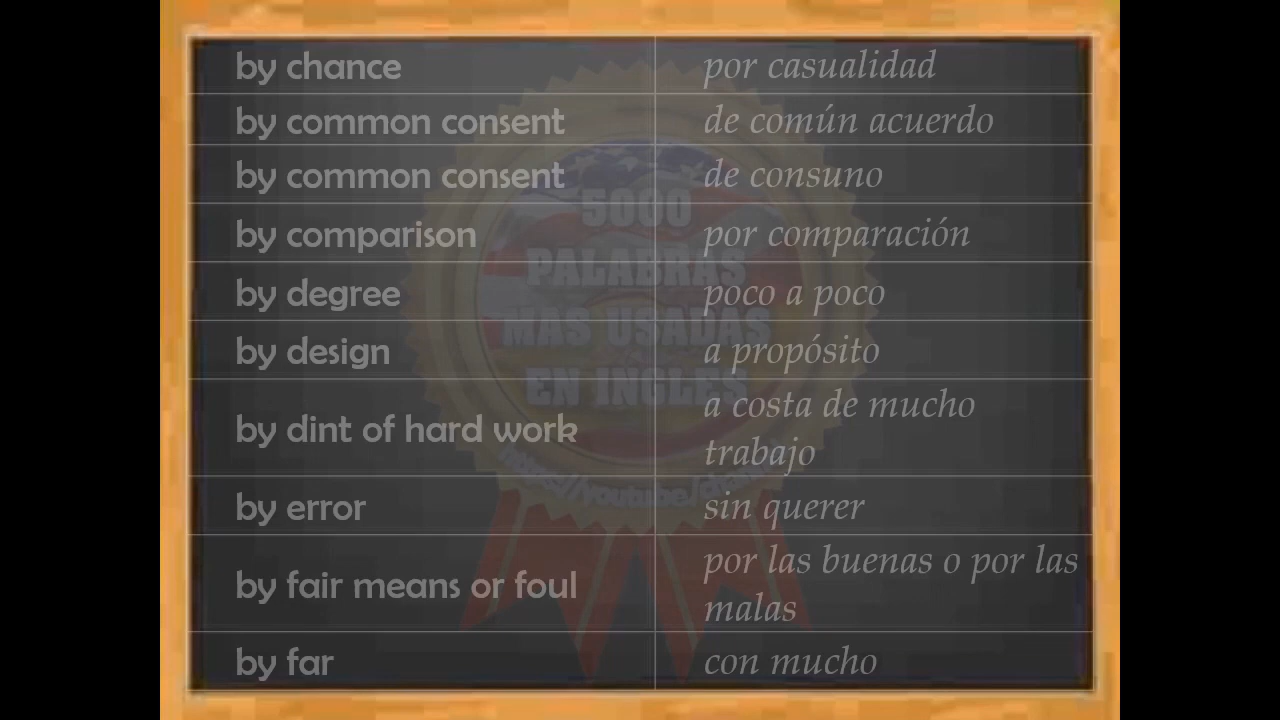 by chance por casualidad
by common consent de común acuerdo
by common consent de consuno
by comparison por comparación
by degree poco a poco
by design a propósito
by dint of hard work a costa de mucho
trabajo
by error sin querer
by fair means or foul por las buenas o por las
malas
by far con mucho
5000
PALABRAS
MAS USADAS
EN INGLES